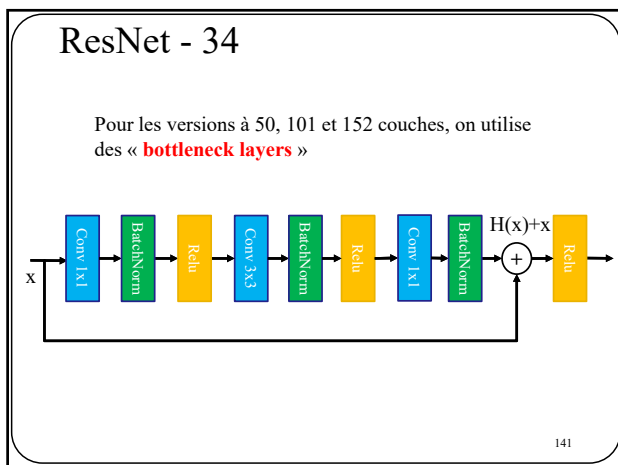 ResNet - 34
Pour les versions à 50, 101 et 152 couches, on utilise
des « bottleneck layers »
H(x)+x
Conv 1x1
BatchNorm
Relu
Conv 3x3
BatchNorm
Relu
Conv 1x1
BatchNorm
+
Relu
x
141